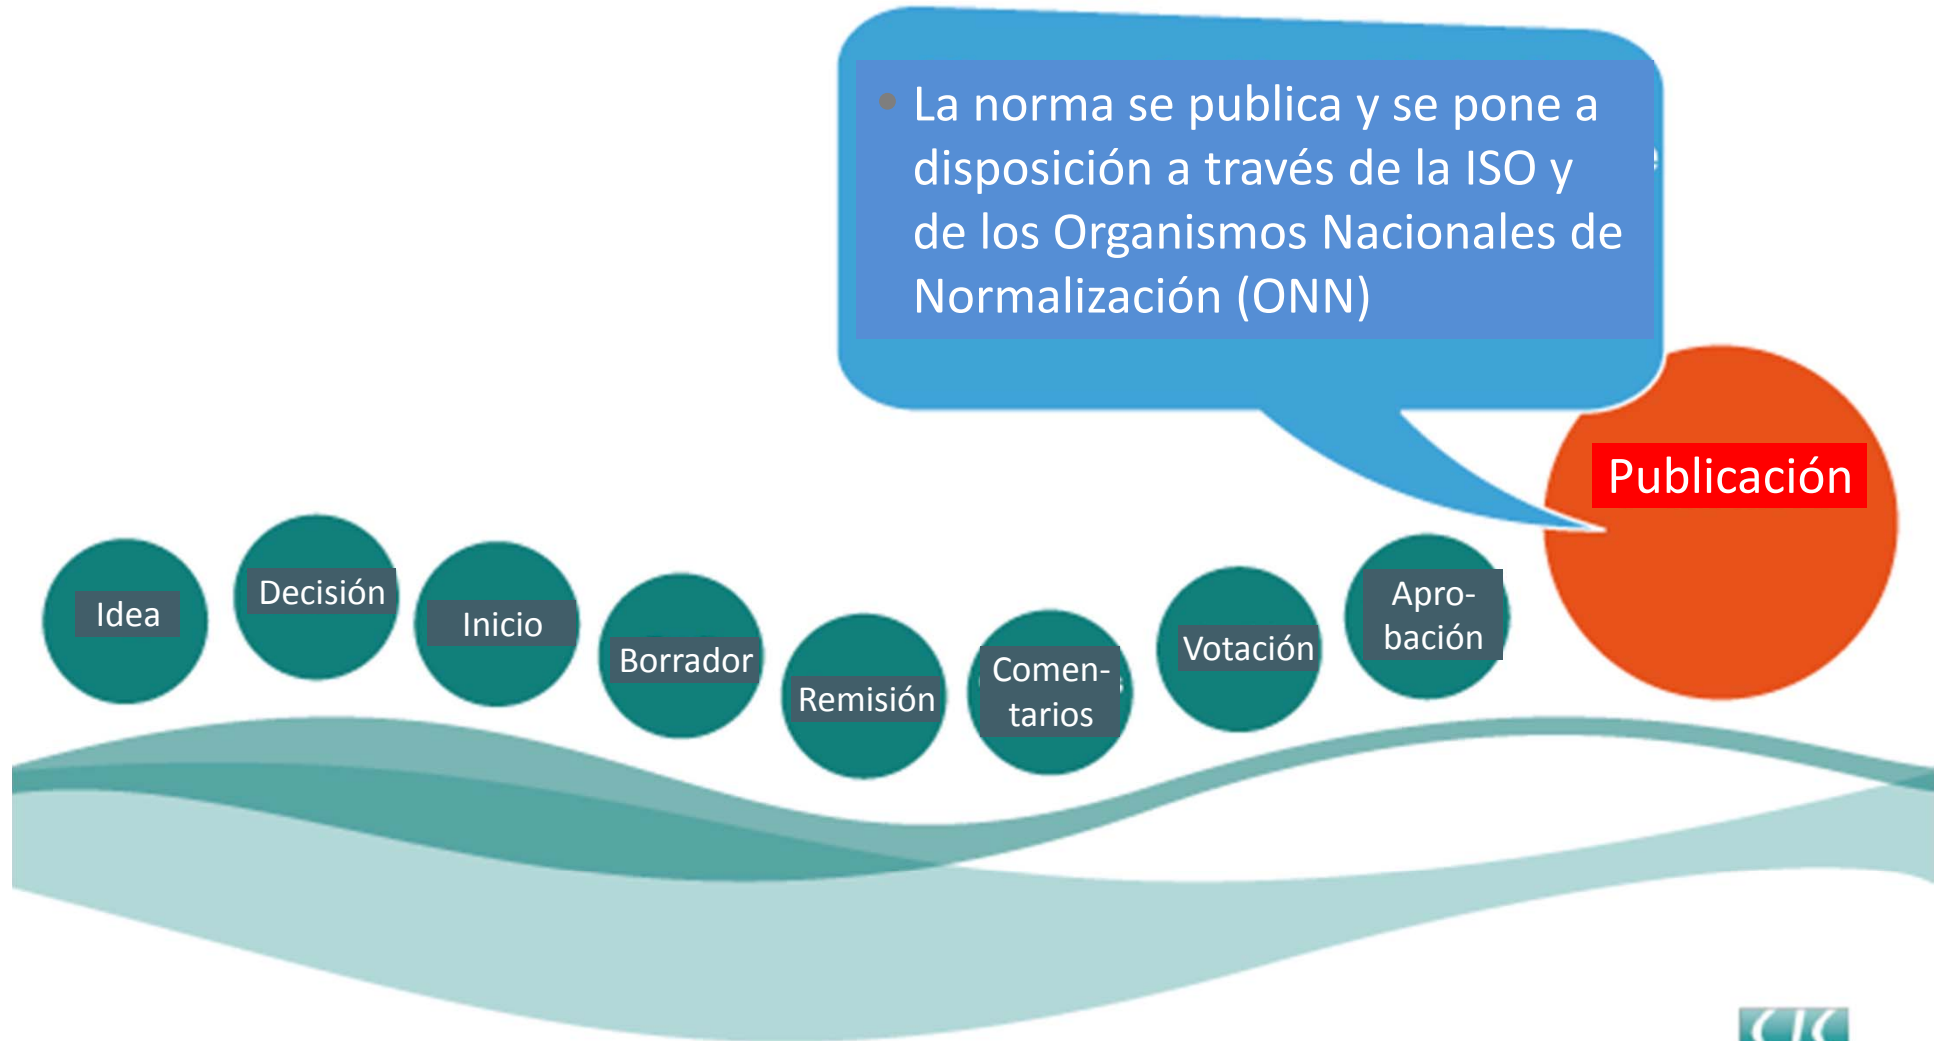 • La norma se publica y se pone a
disposición a través de la ISO y
de los Organismos Nacionales de
Normalización (ONN)
Publicación
Idea
Decisión
Inicio
Borrador
Remisión
Comen-
tarios
Votación
Apro-
bación